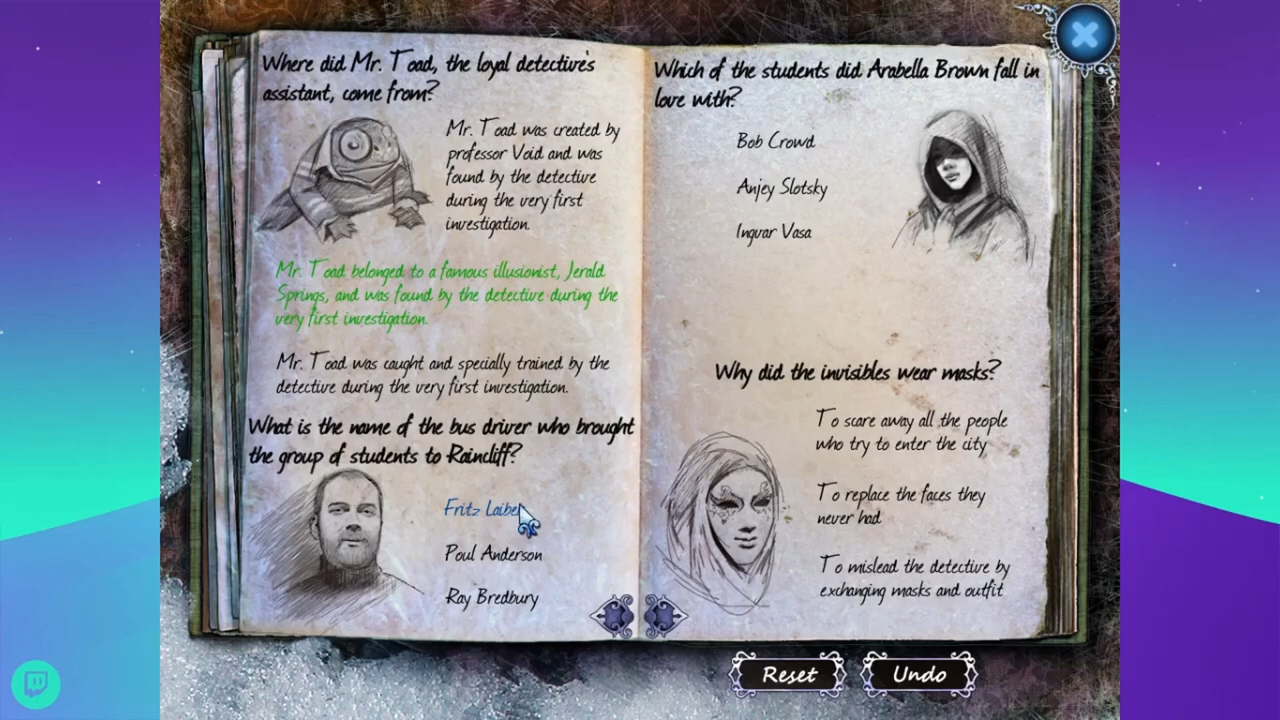 Where did Mr. Toad, the loyal detective's
assistant, come from?
Mr. Toad was created by
professor Void and was
found by the detective
during the very first
investigation.
Mr. Toad belonged to a famous illusionist, Jerald
Springs, and was found by the detective during the
very first investigation.
Mr. Toad was caught and specially trained by the
detective during the very first investigation.
What is the name of the bus driver who brought
the group of students to Raincliff?
Fritz Laiber
Poul Anderson
Ray Bredbury
Which of the students did Arabella Brown fall in
love with?
Bob Crowd
Anjey Slotsky
Ingvar Vasa
Why did the invisibles wear masks?
To scare away all the people
who try to enter the city
To replace the faces they
never had
To mislead the detective by
exchanging masks and outfit
Reset
Undo